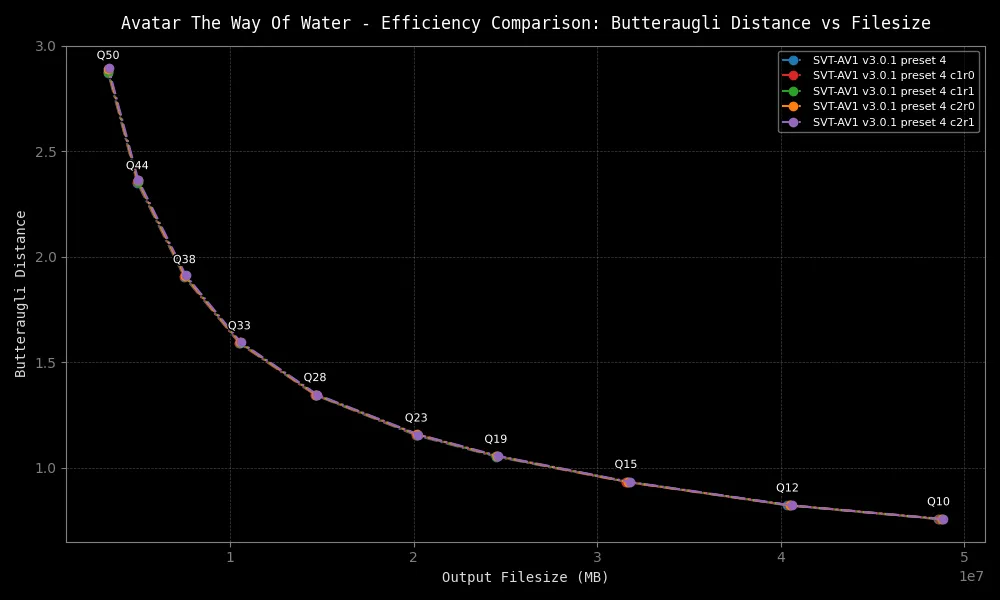 Avatar The Way Of Water - Efficiency Comparison: Butteraugli Distance vs Filesize
SVT-AV1 v3.0.1 preset 4
SVT-AV1 v3.0.1 preset 4 c1r0
SVT-AV1 v3.0.1 preset 4 c1r1
SVT-AV1 v3.0.1 preset 4 c2r0
SVT-AV1 v3.0.1 preset 4 c2r1
Butteraugli Distance
3.0
2.5
2.0
1.5
1.0
Q50
Q44
Q38
Q33
Q28
Q23
Q19
Q15
Q12
Q10
1 2 3 4 5
1e7
Output Filesize (MB)